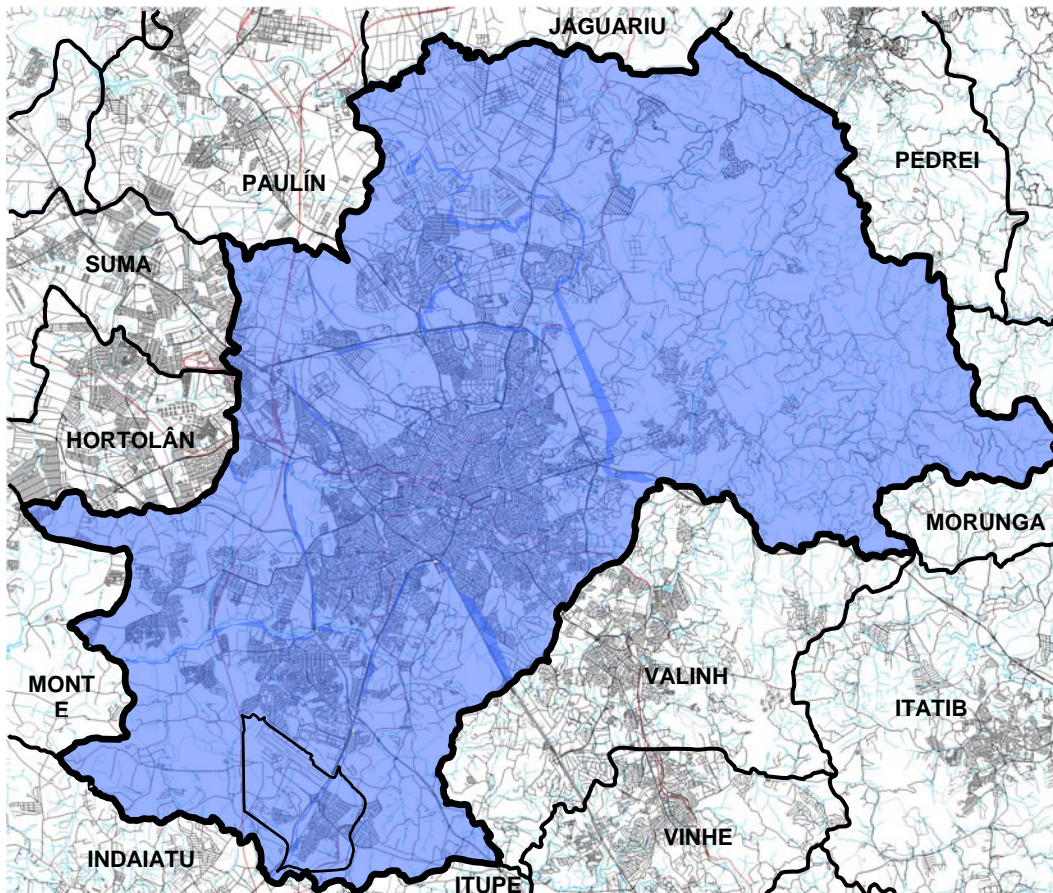 JAGUARIU
PEDREI
PAULÍN
SUMA
HORTOLÂN
MORUNGA
MONT
E
VALINH
ITATIB
VINHE
INDAIATU
ITUPE